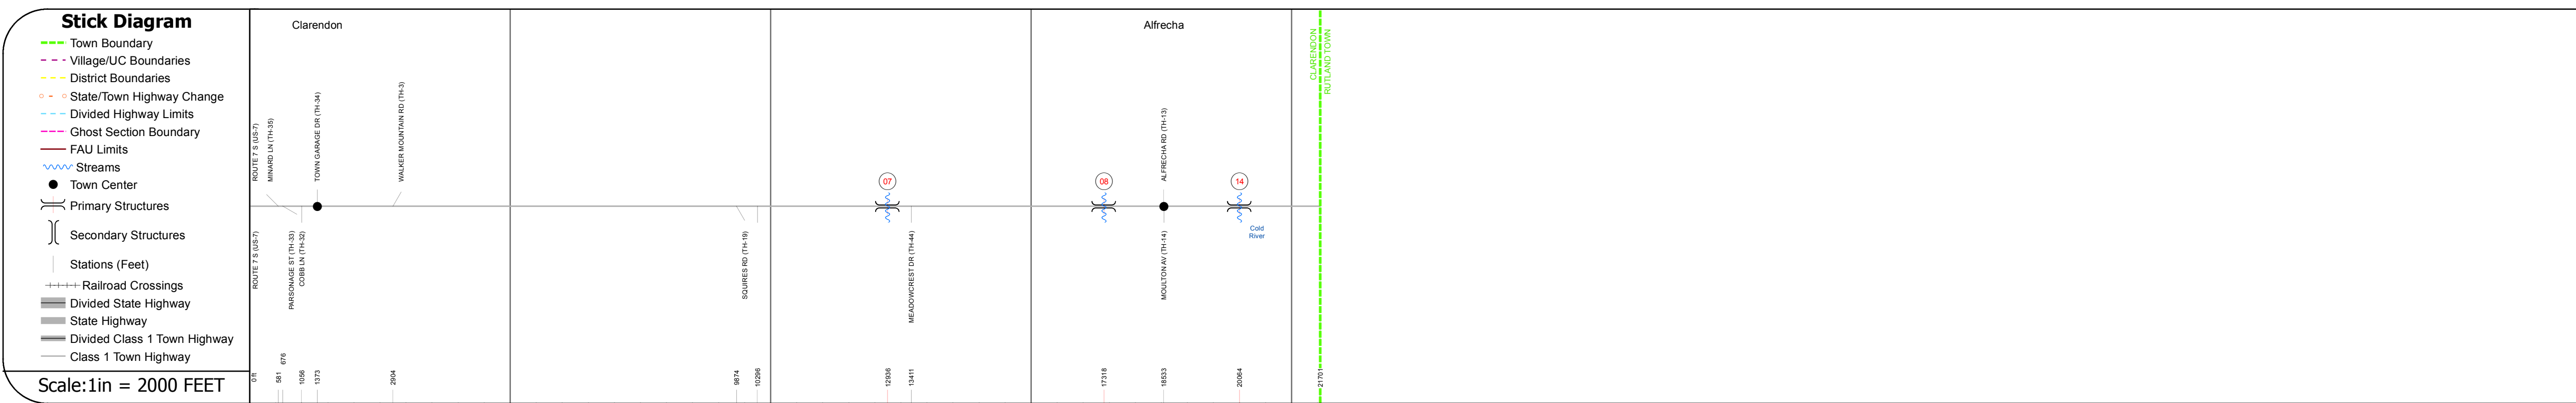 Stick Diagram
Town Boundary
Village/UC Boundaries
District Boundaries
State/Town Highway Change
Divided Highway Limits
Ghost Section Boundary
FAU Limits
Streams
Town Center
Primary Structures
Secondary Structures
Stations (Feet)
Railroad Crossings
Divided State Highway
State Highway
Divided Class 1 Town Highway
Class 1 Town Highway
Scale:1in = 2000 FEET
Clarendon
Alfrecha
CLARENDON
RUTLAND TOWN
ROUTE 7 S (US-7)
MINARD LN (TH-35)
TOWN GARAGE DR (TH-34)
WALKER MOUNTAIN RD (TH-3)
ALFRECHA RD (TH-13)
07
08
14
Cold
River
ROUTE 7 S (US-7)
PARSONAGE ST (TH-33)
COBB LN (TH-32)
SQUIRES RD (TH-19)
MEADOWCREST DR (TH-44)
MOULTON AV (TH-14)
0 ft
581
676
1056
1373
2904
9874
10296
12936
13411
17318
18533
20064
21701